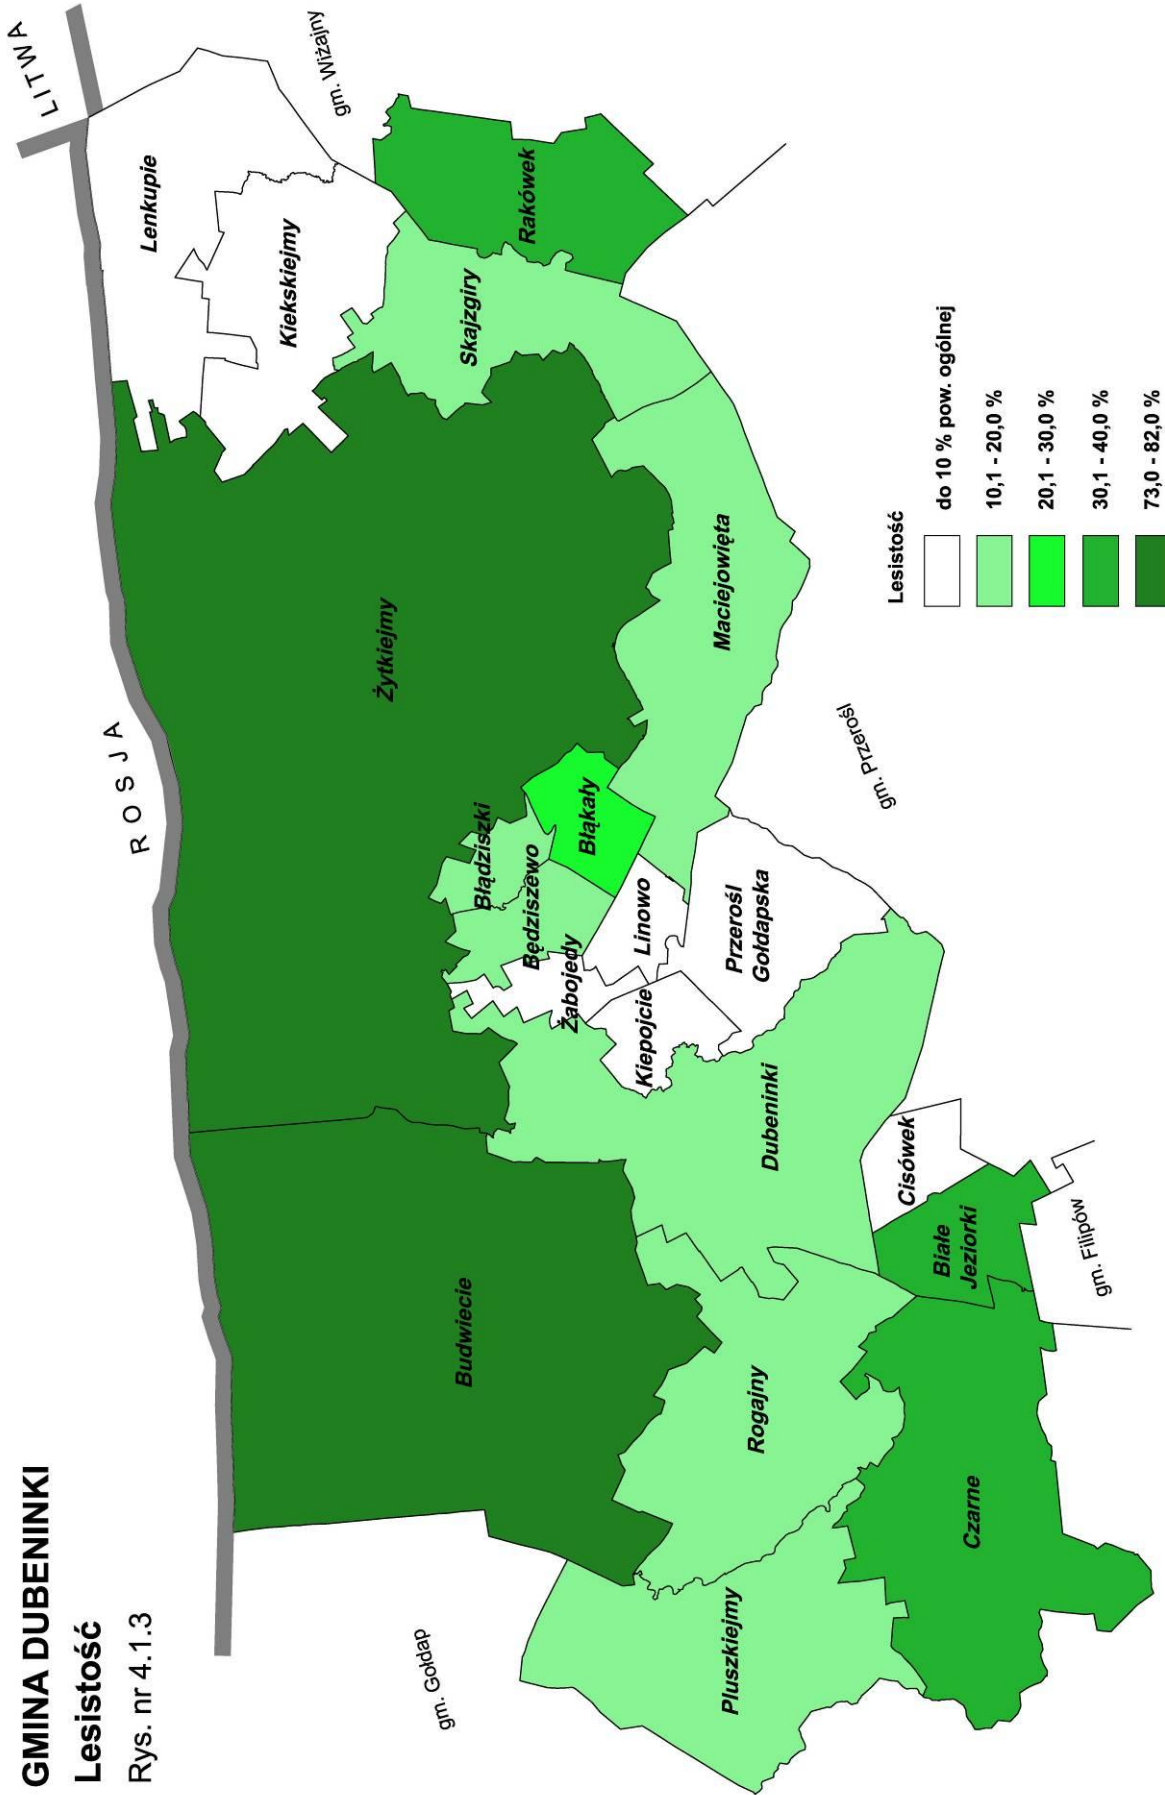 GMINA DUBENINKI
Lesistość
Rys. nr 4.1.3
LITWA
ROSJA
gm. Wiżajny
gm. Gołdap
gm. Przerośl
gm. Filipów
Lenkupie
Kiekskiejmy
Rakówek
Skajzgiry
Żytkiejmy
Maciejowięta
Błędziszki
Będziszewo
Błąkały
Żabojedy
Linowo
Kiepojcie
Przerośl
Gołdapska
Dubeninki
Budwiecie
Cisówek
Białe
Jeziorki
Rogajny
Czarne
Pluszkiejmy
Lesistość
do 10 % pow. ogólnej
10,1 - 20,0 %
20,1 - 30,0 %
30,1 - 40,0 %
73,0 - 82,0 %